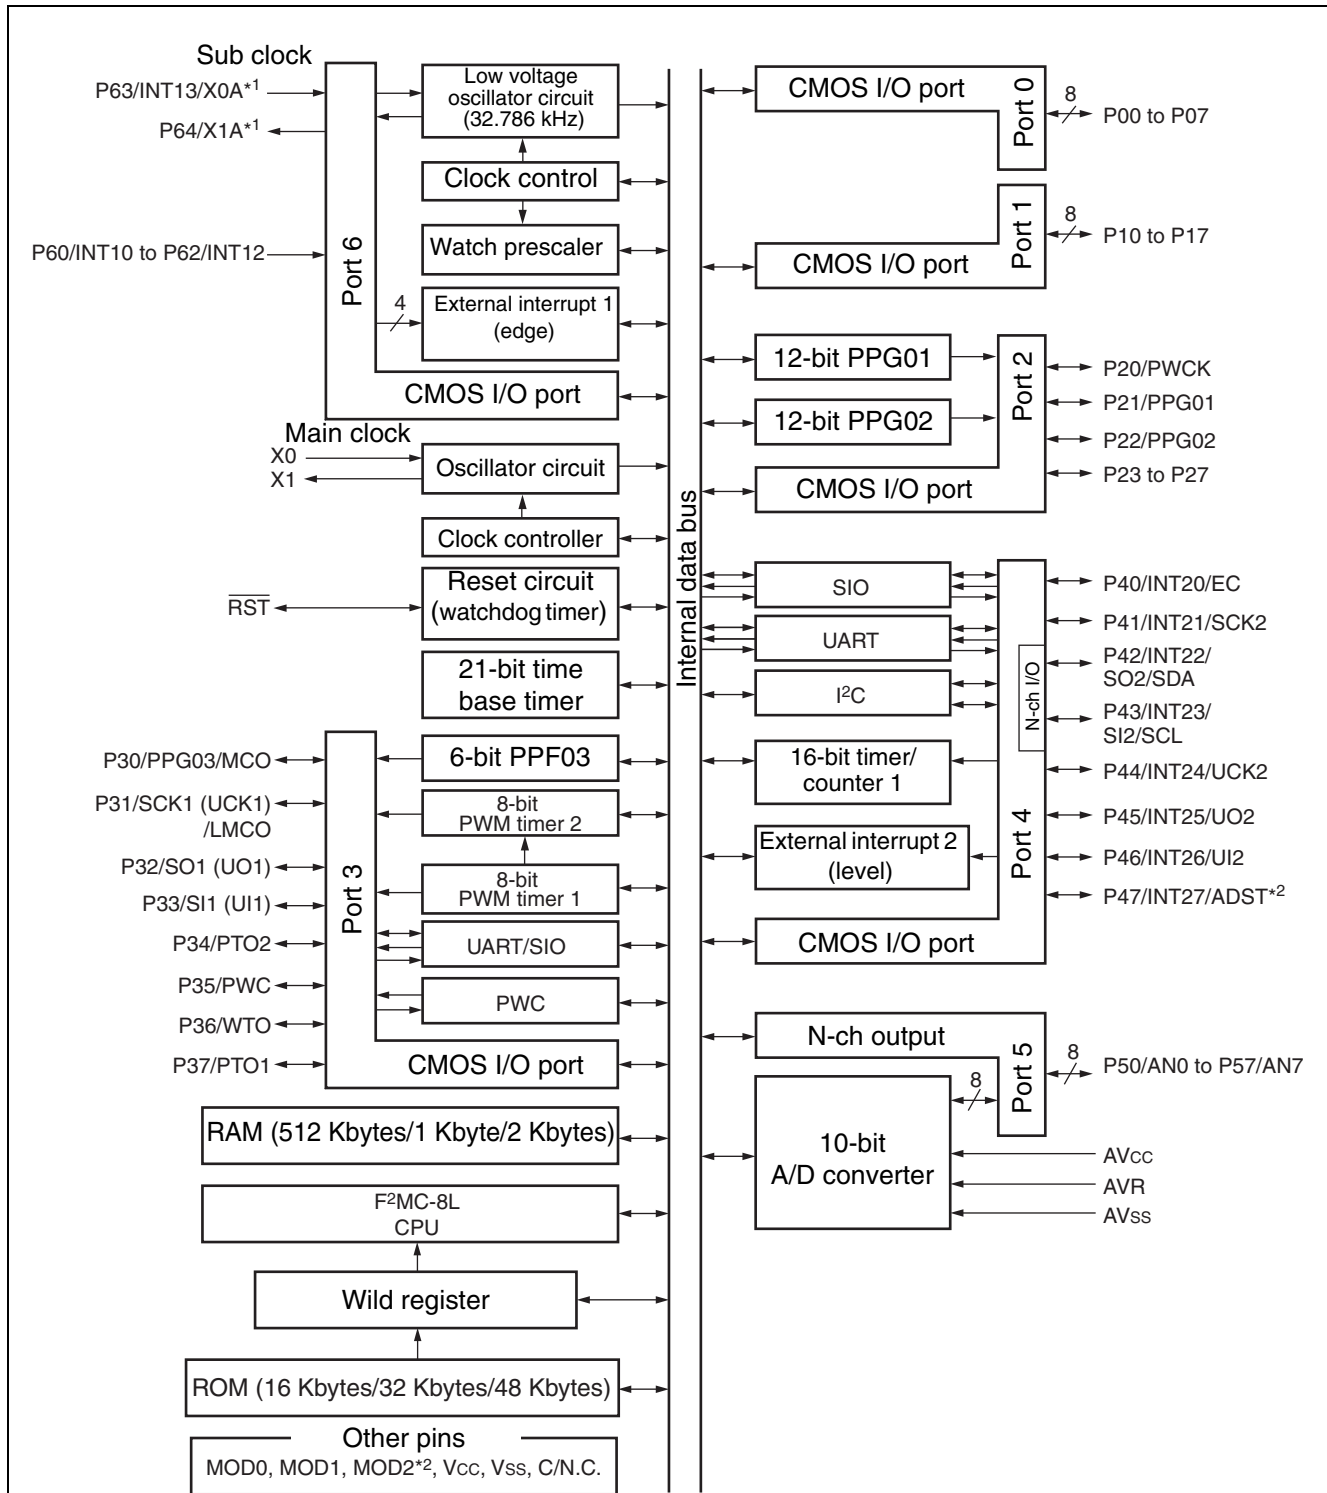 Sub clock
P63/INT13/X0A*1
P64/X1A*1
P60/INT10 to P62/INT12
Port 6
Low voltage
oscillator circuit
(32.786 kHz)
Clock control
Watch prescaler
4
External interrupt 1
(edge)
CMOS I/O port
Main clock
X0
X1
Oscillator circuit
Clock controller
RST
Reset circuit
(watchdog timer)
21-bit time
base timer
P30/PPG03/MCO
P31/SCK1 (UCK1)
/LMCO
P32/SO1 (UO1)
P33/SI1 (UI1)
P34/PTO2
P35/PWC
P36/WTO
P37/PTO1
Port 3
6-bit PPF03
8-bit
PWM timer 2
8-bit
PWM timer 1
UART/SIO
PWC
CMOS I/O port
RAM (512 Kbytes/1 Kbyte/2 Kbytes)
F2MC-8L
CPU
Wild register
ROM (16 Kbytes/32 Kbytes/48 Kbytes)
Other pins
MOD0, MOD1, MOD2*2, VCC, VSS, C/N.C.
Internal data bus
CMOS I/O port
Port 0
8
P00 to P07
Port 1
8
P10 to P17
CMOS I/O port
12-bit PPG01
12-bit PPG02
CMOS I/O port
Port 2
P20/PWCK
P21/PPG01
P22/PPG02
P23 to P27
SIO
UART
I2C
16-bit timer/
counter 1
External interrupt 2
(level)
CMOS I/O port
N-ch I/O
Port 4
P40/INT20/EC
P41/INT21/SCK2
P42/INT22/
SO2/SDA
P43/INT23/
SI2/SCL
P44/INT24/UCK2
P45/INT25/UO2
P46/INT26/UI2
P47/INT27/ADST*2
N-ch output
Port 5
8
8
P50/AN0 to P57/AN7
10-bit
A/D converter
AVCC
AVR
AVSS